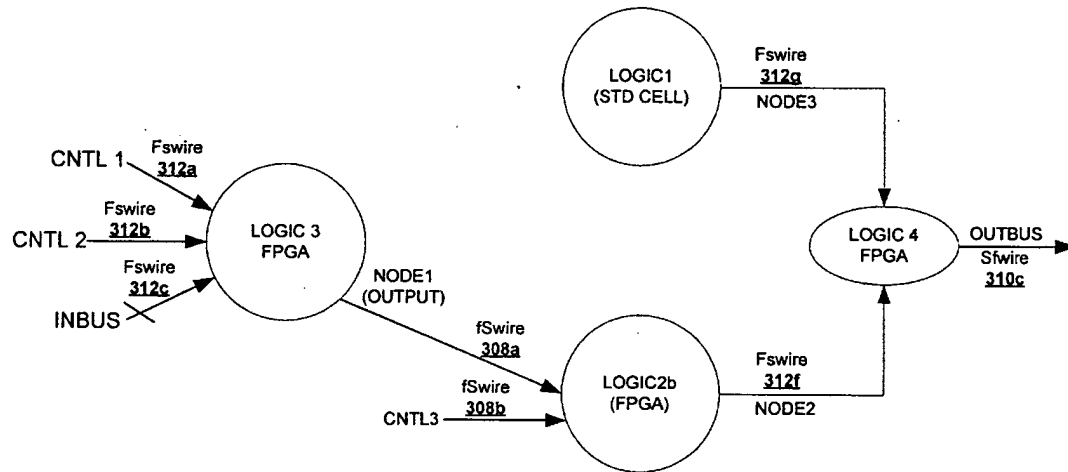 LOGIC1
(STD CELL)
Fswire
312g
NODE3
CNTL 1
Fswire
312a
CNTL 2
Fswire
312b
INBUS
Fswire
312c
LOGIC 3
FPGA
NODE1
(OUTPUT)
fSwire
308a
CNTL3
fSwire
308b
LOGIC2b
(FPGA)
Fswire
312f
NODE2
LOGIC 4
FPGA
OUTBUS
Sfwire
310c